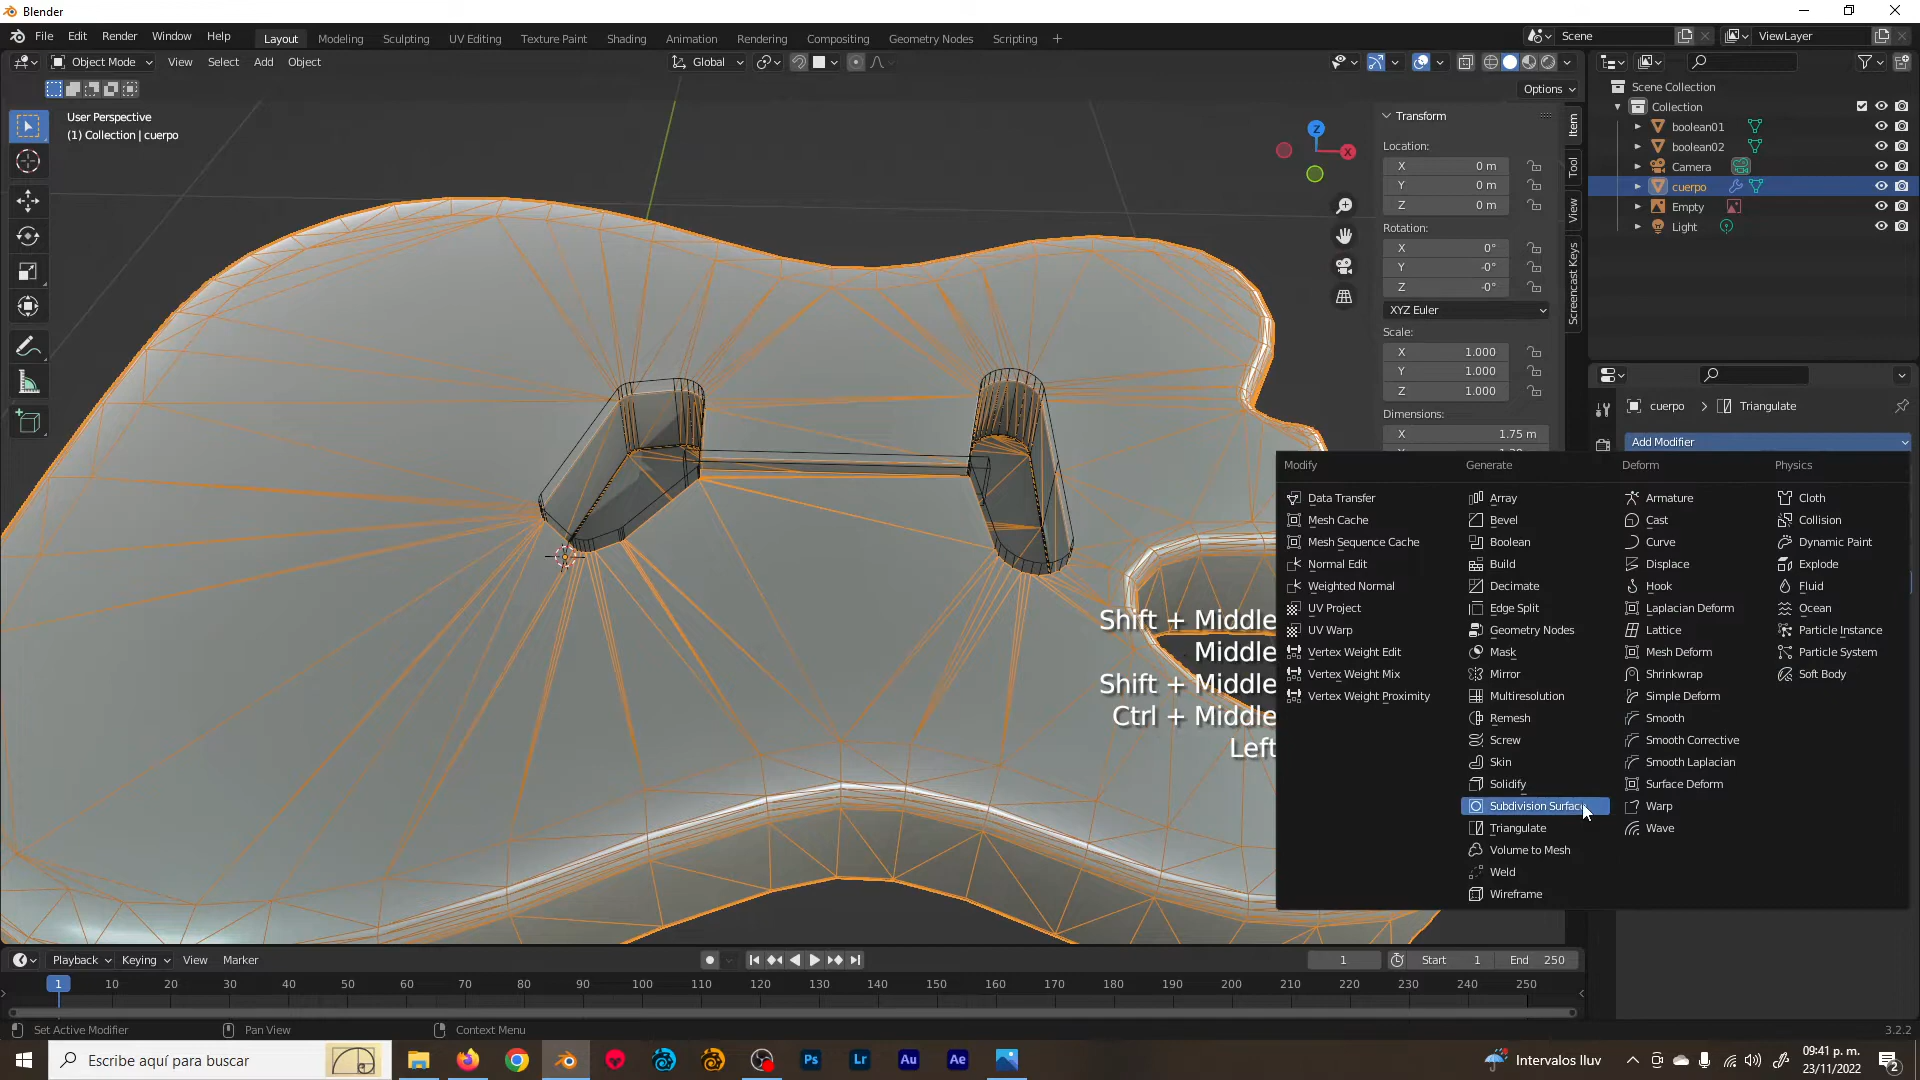 Blender
File Edit Render Window Help
Layout Modeling Sculpting UV Editing Texture Paint Shading Animation Rendering Compositing Geometry Nodes Scripting +
Scene
ViewLayer
Object Mode View Select Add Object
Global
Options
User Perspective
(1) Collection | cuerpo
Z
X
Transform
Location:
X 0 m
Y 0 m
Z 0 m
Rotation:
X 0°
Y -0°
Z -0°
XYZ Euler
Scale:
X 1.000
Y 1.000
Z 1.000
Dimensions:
X 1.75 m
Item
Tool
View
Screencast Keys
Scene Collection
Collection
boolean01
boolean02
Camera
cuerpo
Empty
Light
cuerpo > Triangulate
Add Modifier
Modify
Data Transfer
Mesh Cache
Mesh Sequence Cache
Normal Edit
Weighted Normal
UV Project
UV Warp
Vertex Weight Edit
Vertex Weight Mix
Vertex Weight Proximity
Generate
Array
Bevel
Boolean
Build
Decimate
Edge Split
Geometry Nodes
Mask
Mirror
Multiresolution
Remesh
Screw
Skin
Solidify
Subdivision Surface
Triangulate
Volume to Mesh
Weld
Wireframe
Deform
Armature
Cast
Curve
Displace
Hook
Laplacian Deform
Lattice
Mesh Deform
Shrinkwrap
Simple Deform
Smooth
Smooth Corrective
Smooth Laplacian
Surface Deform
Warp
Wave
Physics
Cloth
Collision
Dynamic Paint
Explode
Fluid
Ocean
Particle Instance
Particle System
Soft Body
Shift + Middle
Middle
Shift + Middle
Ctrl + Middle
Left
Playback Keying View Marker
1
Start 1
End 250
1 10 20 30 40 50 60 70 80 90 100 110 120 130 140 150 160 170 180 190 200 210 220 230 240 250
Set Active Modifier
Pan View
Context Menu
3.2.2
Escribe aquí para buscar
Ps Lr Au Ae
Intervalos lluv
09:41 p. m.
23/11/2022
2